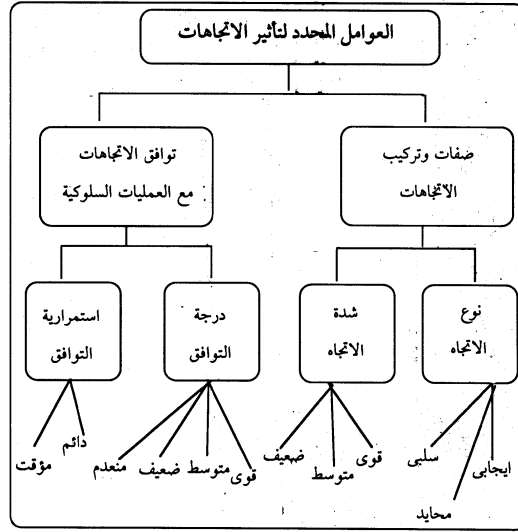 العوامل المحدد لتأثير الاتجاهات
صفات وتركيب
الاتجاهات
توافق الاتجاهات
مع العمليات السلوكية
نوع
الاتجاه
شدة
الاتجاه
درجة
التوافق
استمرارية
التوافق
ايجابى
محايد
سلبى
قوى
متوسط
ضعيف
قوى
متوسط
ضعيف
منعدم
دائم
مؤقت